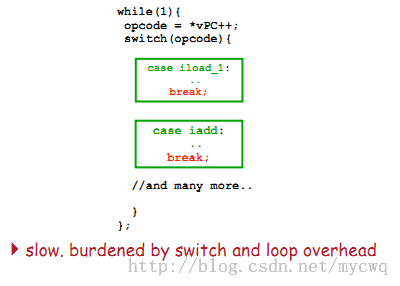 while(1){
opcode = *vPC++;
switch(opcode){
case iload_1:
..
break;
case iadd:
..
break;
//and many more..
}
};
slow. burdened by switch and loop overhead
http://blog.csdn.net/mycwq